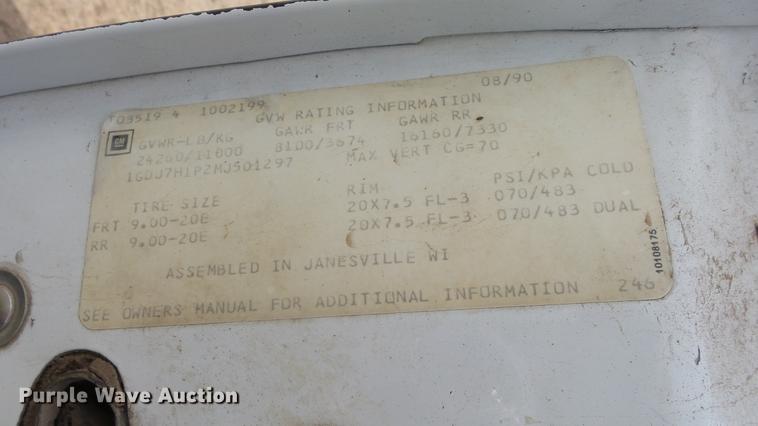 T03519 4 1002199 08/90
GVW RATING INFORMATION
GM GVWR-LB/KG GAWR FRT GAWR RR
24260/11000 8100/3674 16160/7330
1GDJ7H1P2MJ501297 MAX VERT CG=70
TIRE SIZE RIM PSI/KPA COLD
FRT 9.00-20E 20X7.5 FL-3 070/483
RR 9.00-20E 20X7.5 FL-3 070/483 DUAL
ASSEMBLED IN JANESVILLE WI
SEE OWNERS MANUAL FOR ADDITIONAL INFORMATION 246
10108175
Purple Wave Auction